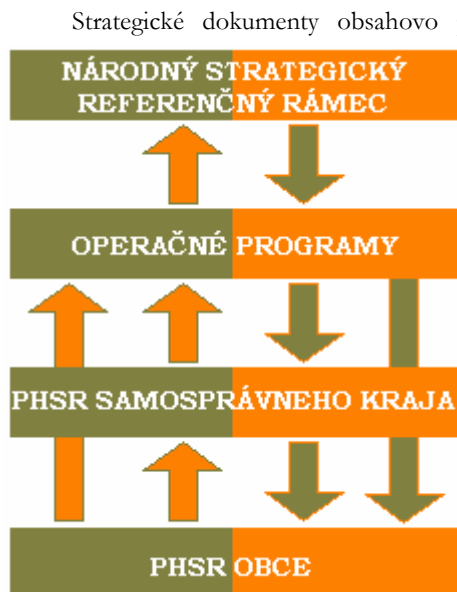 Strategické dokumenty obsahovo
NÁRODNÝ STRATEGICKÝ
REFERENČNÝ RÁMEC
OPERAČNÉ PROGRAMY
PHSR SAMOSPRÁVNEHO KRAJA
PHSR OBCE